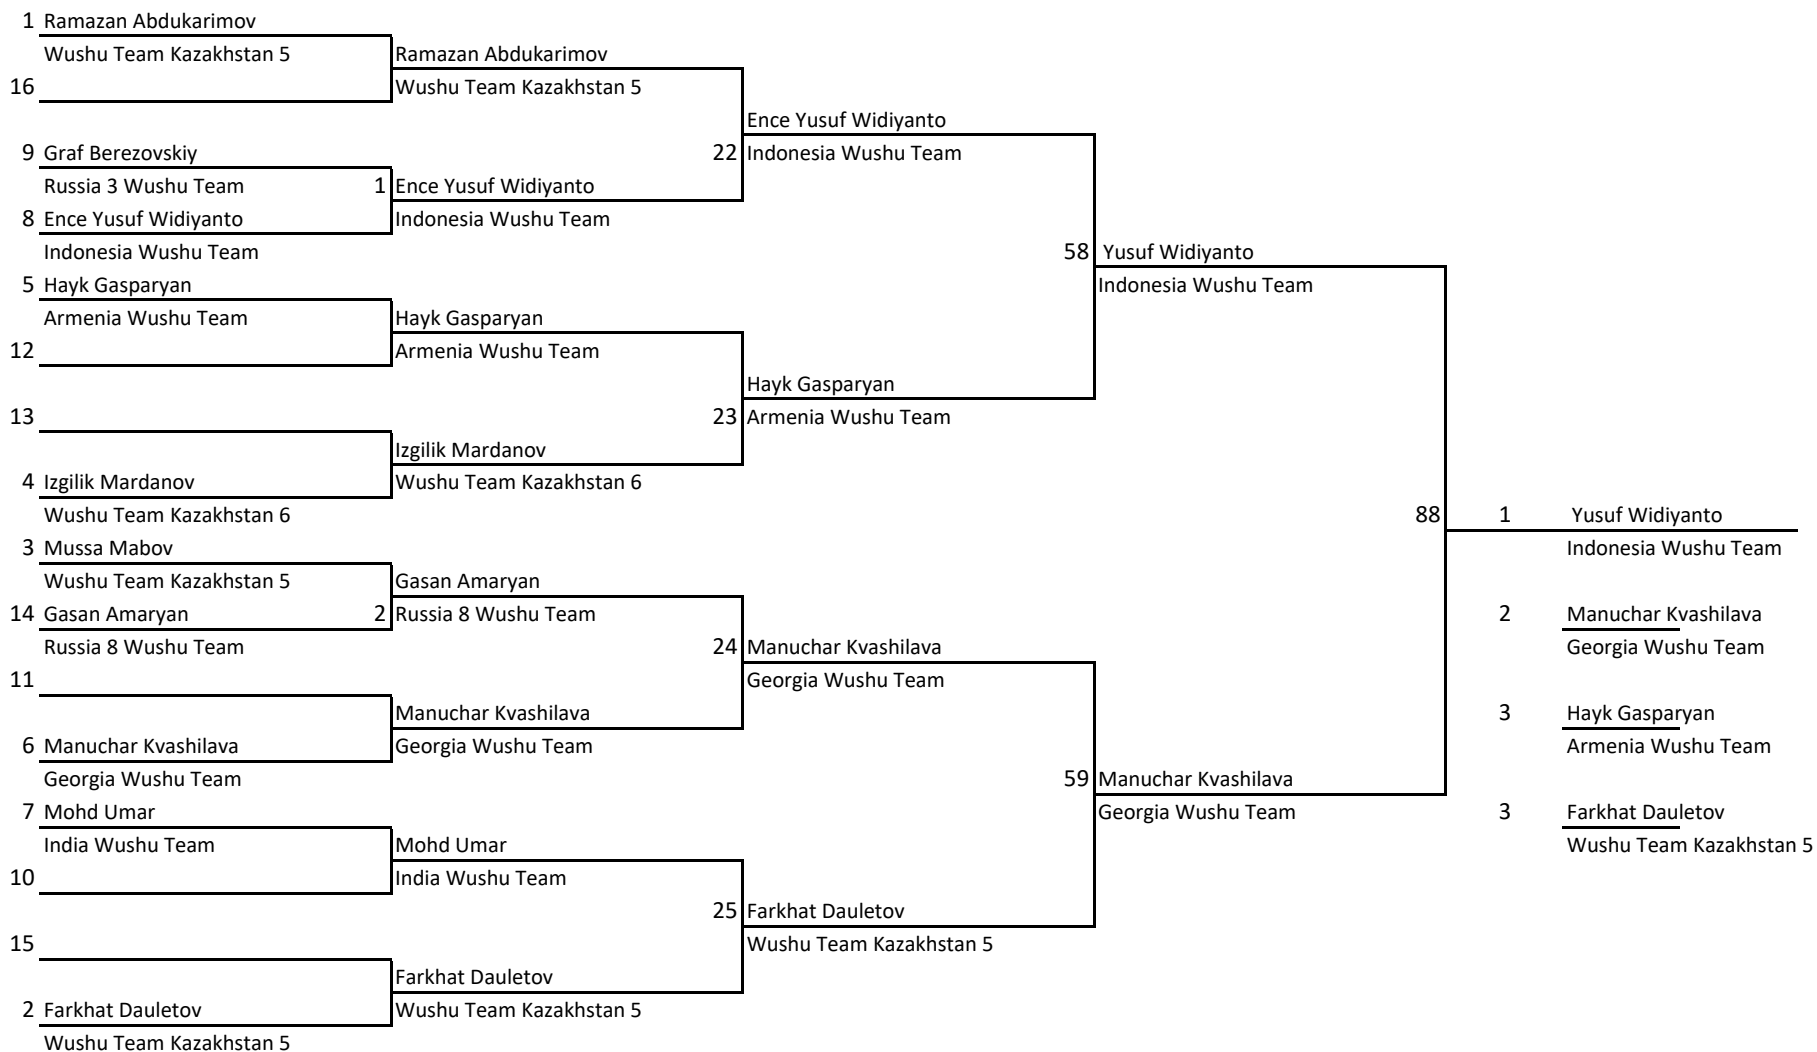 1 Ramazan Abdukarimov
Wushu Team Kazakhstan 5 Ramazan Abdukarimov
16 Wushu Team Kazakhstan 5
Ence Yusuf Widiyanto
9 Graf Berezovskiy 22 Indonesia Wushu Team
Russia 3 Wushu Team 1 Ence Yusuf Widiyanto
8 Ence Yusuf Widiyanto Indonesia Wushu Team
Indonesia Wushu Team 58 Yusuf Widiyanto
5 Hayk Gasparyan Indonesia Wushu Team
Armenia Wushu Team Hayk Gasparyan
12 Armenia Wushu Team
Hayk Gasparyan
13 23 Armenia Wushu Team
Izgilik Mardanov
4 Izgilik Mardanov Wushu Team Kazakhstan 6
Wushu Team Kazakhstan 6 88 1 Yusuf Widiyanto
3 Mussa Mabov Indonesia Wushu Team
Wushu Team Kazakhstan 5 Gasan Amaryan
14 Gasan Amaryan 2 Russia 8 Wushu Team 2 Manuchar Kvashilava
Russia 8 Wushu Team 24 Manuchar Kvashilava Georgia Wushu Team
11 Georgia Wushu Team
Manuchar Kvashilava 3 Hayk Gasparyan
6 Manuchar Kvashilava Georgia Wushu Team Armenia Wushu Team
Georgia Wushu Team 59 Manuchar Kvashilava
7 Mohd Umar Georgia Wushu Team 3 Farkhat Dauletov
India Wushu Team Mohd Umar Wushu Team Kazakhstan 5
10 India Wushu Team
25 Farkhat Dauletov
15 Wushu Team Kazakhstan 5
Farkhat Dauletov
2 Farkhat Dauletov Wushu Team Kazakhstan 5
Wushu Team Kazakhstan 5